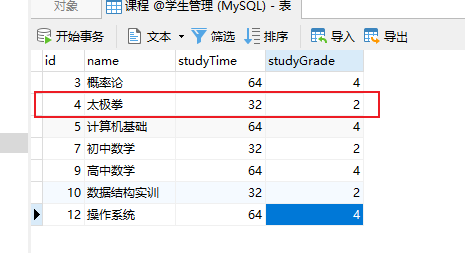 对象
课程 @学生管理 (MySQL) - 表
开始事务 文本 筛选 排序 导入 导出
id name studyTime studyGrade
3 概率论 64 4
4 太极拳 32 2
5 计算机基础 64 4
7 初中数学 32 2
9 高中数学 64 4
10 数据结构实训 32 2
12 操作系统 64 4